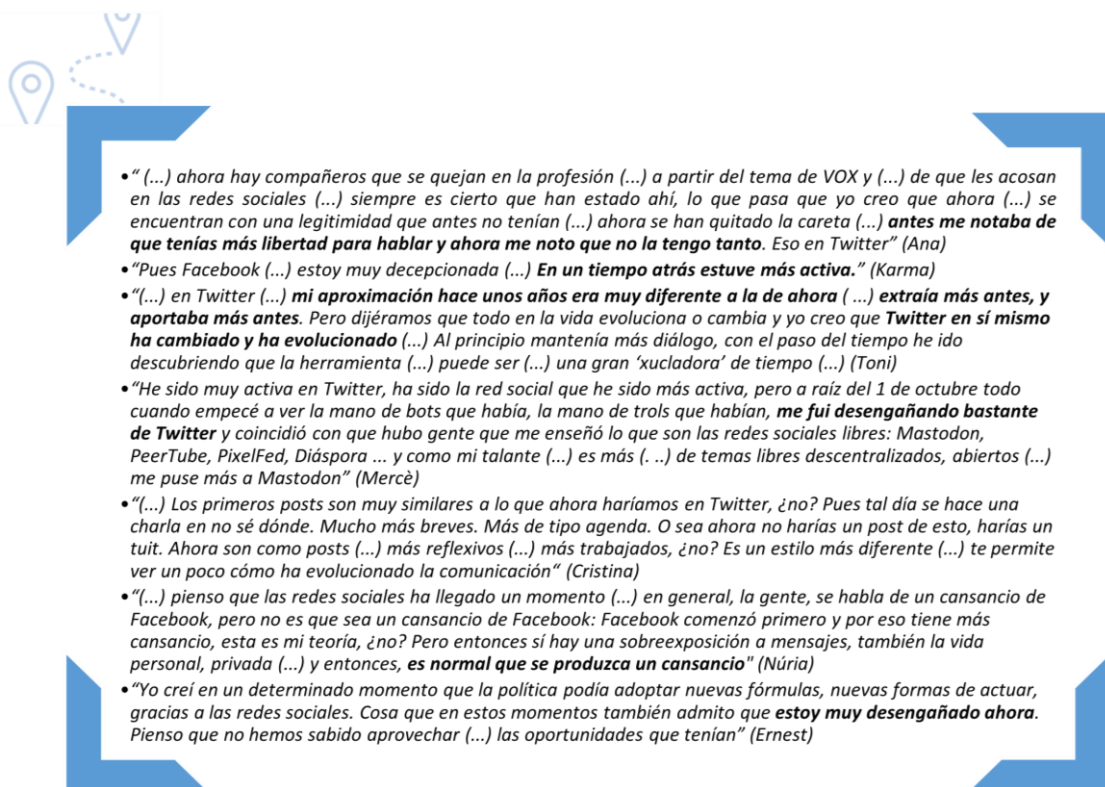 •“ (...) ahora hay compañeros que se quejan en la profesión (...) a partir del tema de VOX y (...) de que les acosan
en las redes sociales (...) siempre es cierto que han estado ahí, lo que pasa que yo creo que ahora (...) se
encuentran con una legitimidad que antes no tenían (...) ahora se han quitado la careta (...) antes me notaba de
que tenías más libertad para hablar y ahora me noto que no la tengo tanto. Eso en Twitter” (Ana)
•“Pues Facebook (...) estoy muy decepcionada (...) En un tiempo atrás estuve más activa.” (Karma)
•“(...) en Twitter (...) mi aproximación hace unos años era muy diferente a la de ahora ( ...) extraía más antes, y
aportaba más antes. Pero dijéramos que todo en la vida evoluciona o cambia y yo creo que Twitter en sí mismo
ha cambiado y ha evolucionado (...) Al principio mantenía más diálogo, con el paso del tiempo he ido
descubriendo que la herramienta (...) puede ser (...) una gran ‘xucladora’ de tiempo (...) (Toni)
•“He sido muy activa en Twitter, ha sido la red social que he sido más activa, pero a raíz del 1 de octubre todo
cuando empecé a ver la mano de bots que había, la mano de trols que habían, me fui desengañando bastante
de Twitter y coincidió con que hubo gente que me enseñó lo que son las redes sociales libres: Mastodon,
PeerTube, PixelFed, Diáspora ... y como mi talante (...) es más (. ..) de temas libres descentralizados, abiertos (...)
me puse más a Mastodon” (Mercè)
•“(...) Los primeros posts son muy similares a lo que ahora haríamos en Twitter, ¿no? Pues tal día se hace una
charla en no sé dónde. Mucho más breves. Más de tipo agenda. O sea ahora no harías un post de esto, harías un
tuit. Ahora son como posts (...) más reflexivos (...) más trabajados, ¿no? Es un estilo más diferente (...) te permite
ver un poco cómo ha evolucionado la comunicación“ (Cristina)
•“(...) pienso que las redes sociales ha llegado un momento (...) en general, la gente, se habla de un cansancio de
Facebook, pero no es que sea un cansancio de Facebook: Facebook comenzó primero y por eso tiene más
cansancio, esta es mi teoría, ¿no? Pero entonces sí hay una sobreexposición a mensajes, también la vida
personal, privada (...) y entonces, es normal que se produzca un cansancio" (Núria)
•“Yo creí en un determinado momento que la política podía adoptar nuevas fórmulas, nuevas formas de actuar,
gracias a las redes sociales. Cosa que en estos momentos también admito que estoy muy desengañado ahora.
Pienso que no hemos sabido aprovechar (...) las oportunidades que tenían” (Ernest)